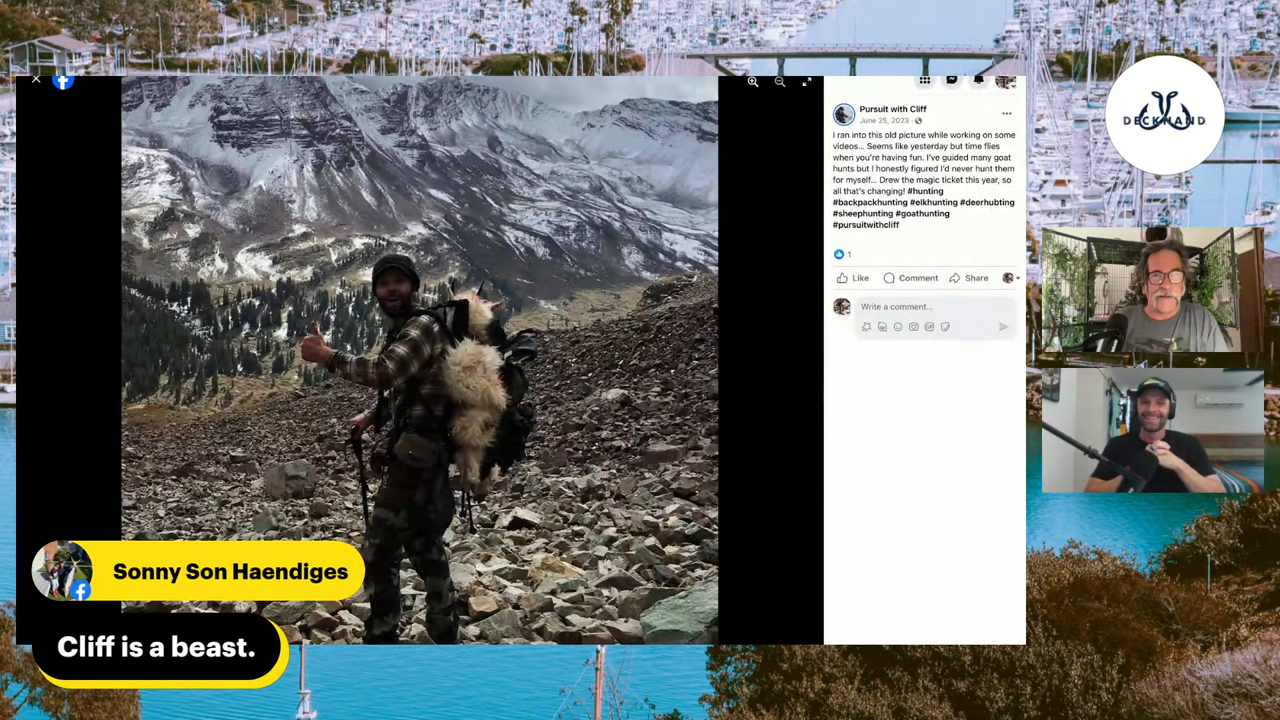 DECKHAND
Pursuit with Cliff
June 25, 2023 ·
I ran into this old picture while working on some
videos... Seems like yesterday but time flies
when you're having fun. I've guided many goat
hunts but I honestly figured I'd never hunt them
for myself... Drew the magic ticket this year, so
all that's changing! #hunting
#backpackhunting #elkhunting #deerhubting
#sheephunting #goathunting
#pursuitwithcliff
1
Like Comment Share
Write a comment...
GIF
Sonny Son Haendiges
Cliff is a beast.